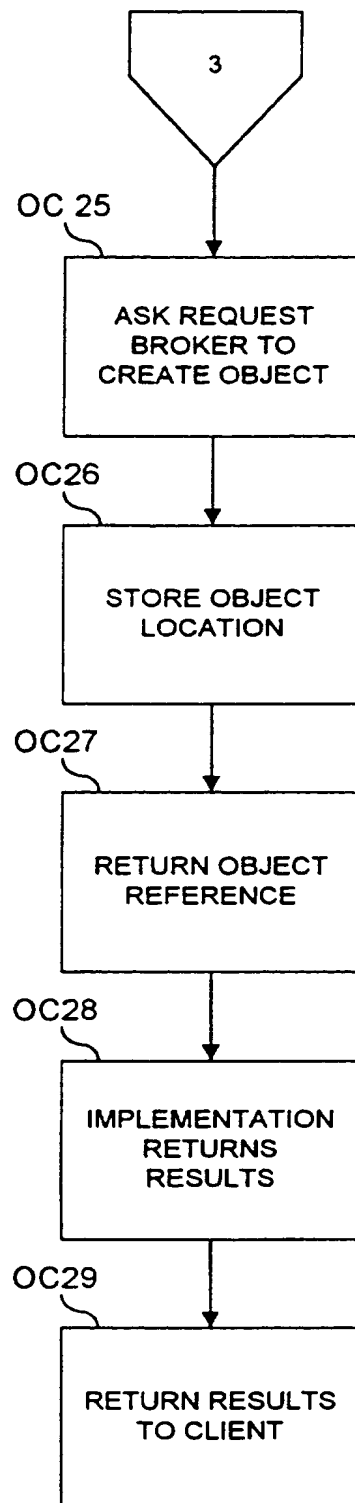 3
OC 25
ASK REQUEST
BROKER TO
CREATE OBJECT
OC26
STORE OBJECT
LOCATION
OC27
RETURN OBJECT
REFERENCE
OC28
IMPLEMENTATION
RETURNS
RESULTS
OC29
RETURN RESULTS
TO CLIENT